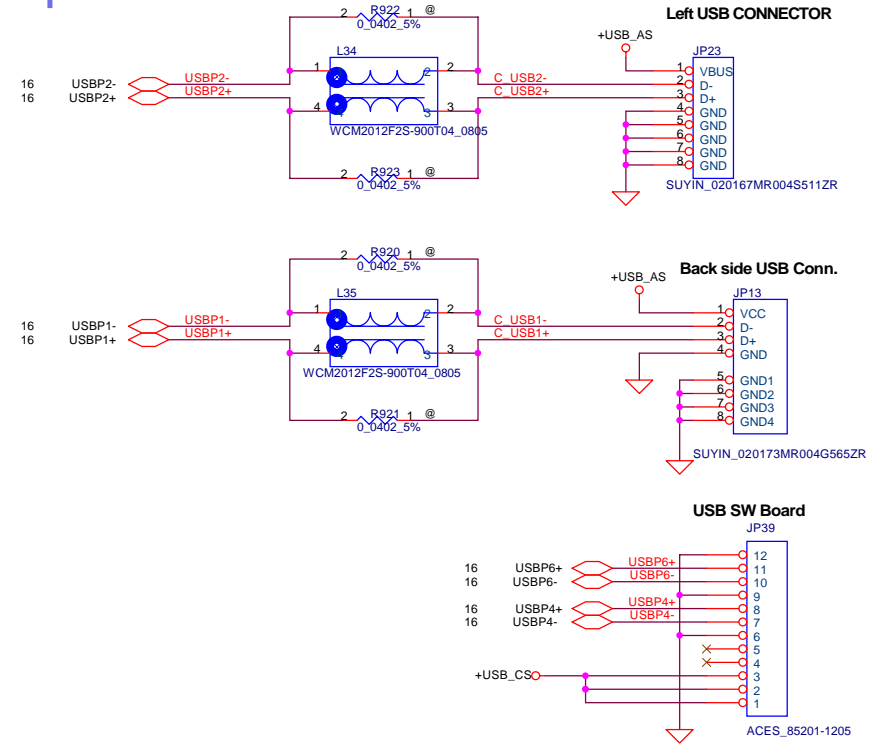 2 R922 1 @
0_0402_5%
Left USB CONNECTOR
+USB_AS
L34
JP23
1 2 2
1 VBUS
16 USBP2- USBP2- C_USB2- 2 D-
16 USBP2+ USBP2+ C_USB2+ 3 D+
4 3 3
4 GND
5 GND
WCM2012F2S-900T04_0805
6 GND
7 GND
8 GND
2 R923 1 @
0_0402_5%
SUYIN_020167MR004S511ZR
2 R920 1 @
0_0402_5%
Back side USB Conn.
+USB_AS
L35
JP13
1 2 2
1 VCC
16 USBP1- USBP1- C_USB1- 2 D-
16 USBP1+ USBP1+ C_USB1+ 3 D+
4 3 3
4 GND
WCM2012F2S-900T04_0805
5 GND1
6 GND2
7 GND3
8 GND4
2 R921 1 @
0_0402_5%
SUYIN_020173MR004G565ZR
USB SW Board
JP39
12
16 USBP6+ USBP6+ 11
16 USBP6- USBP6- 10
9
16 USBP4+ USBP4+ 8
16 USBP4- USBP4- 7
6
5
4
+USB_CS 3
2
1
ACES_85201-1205